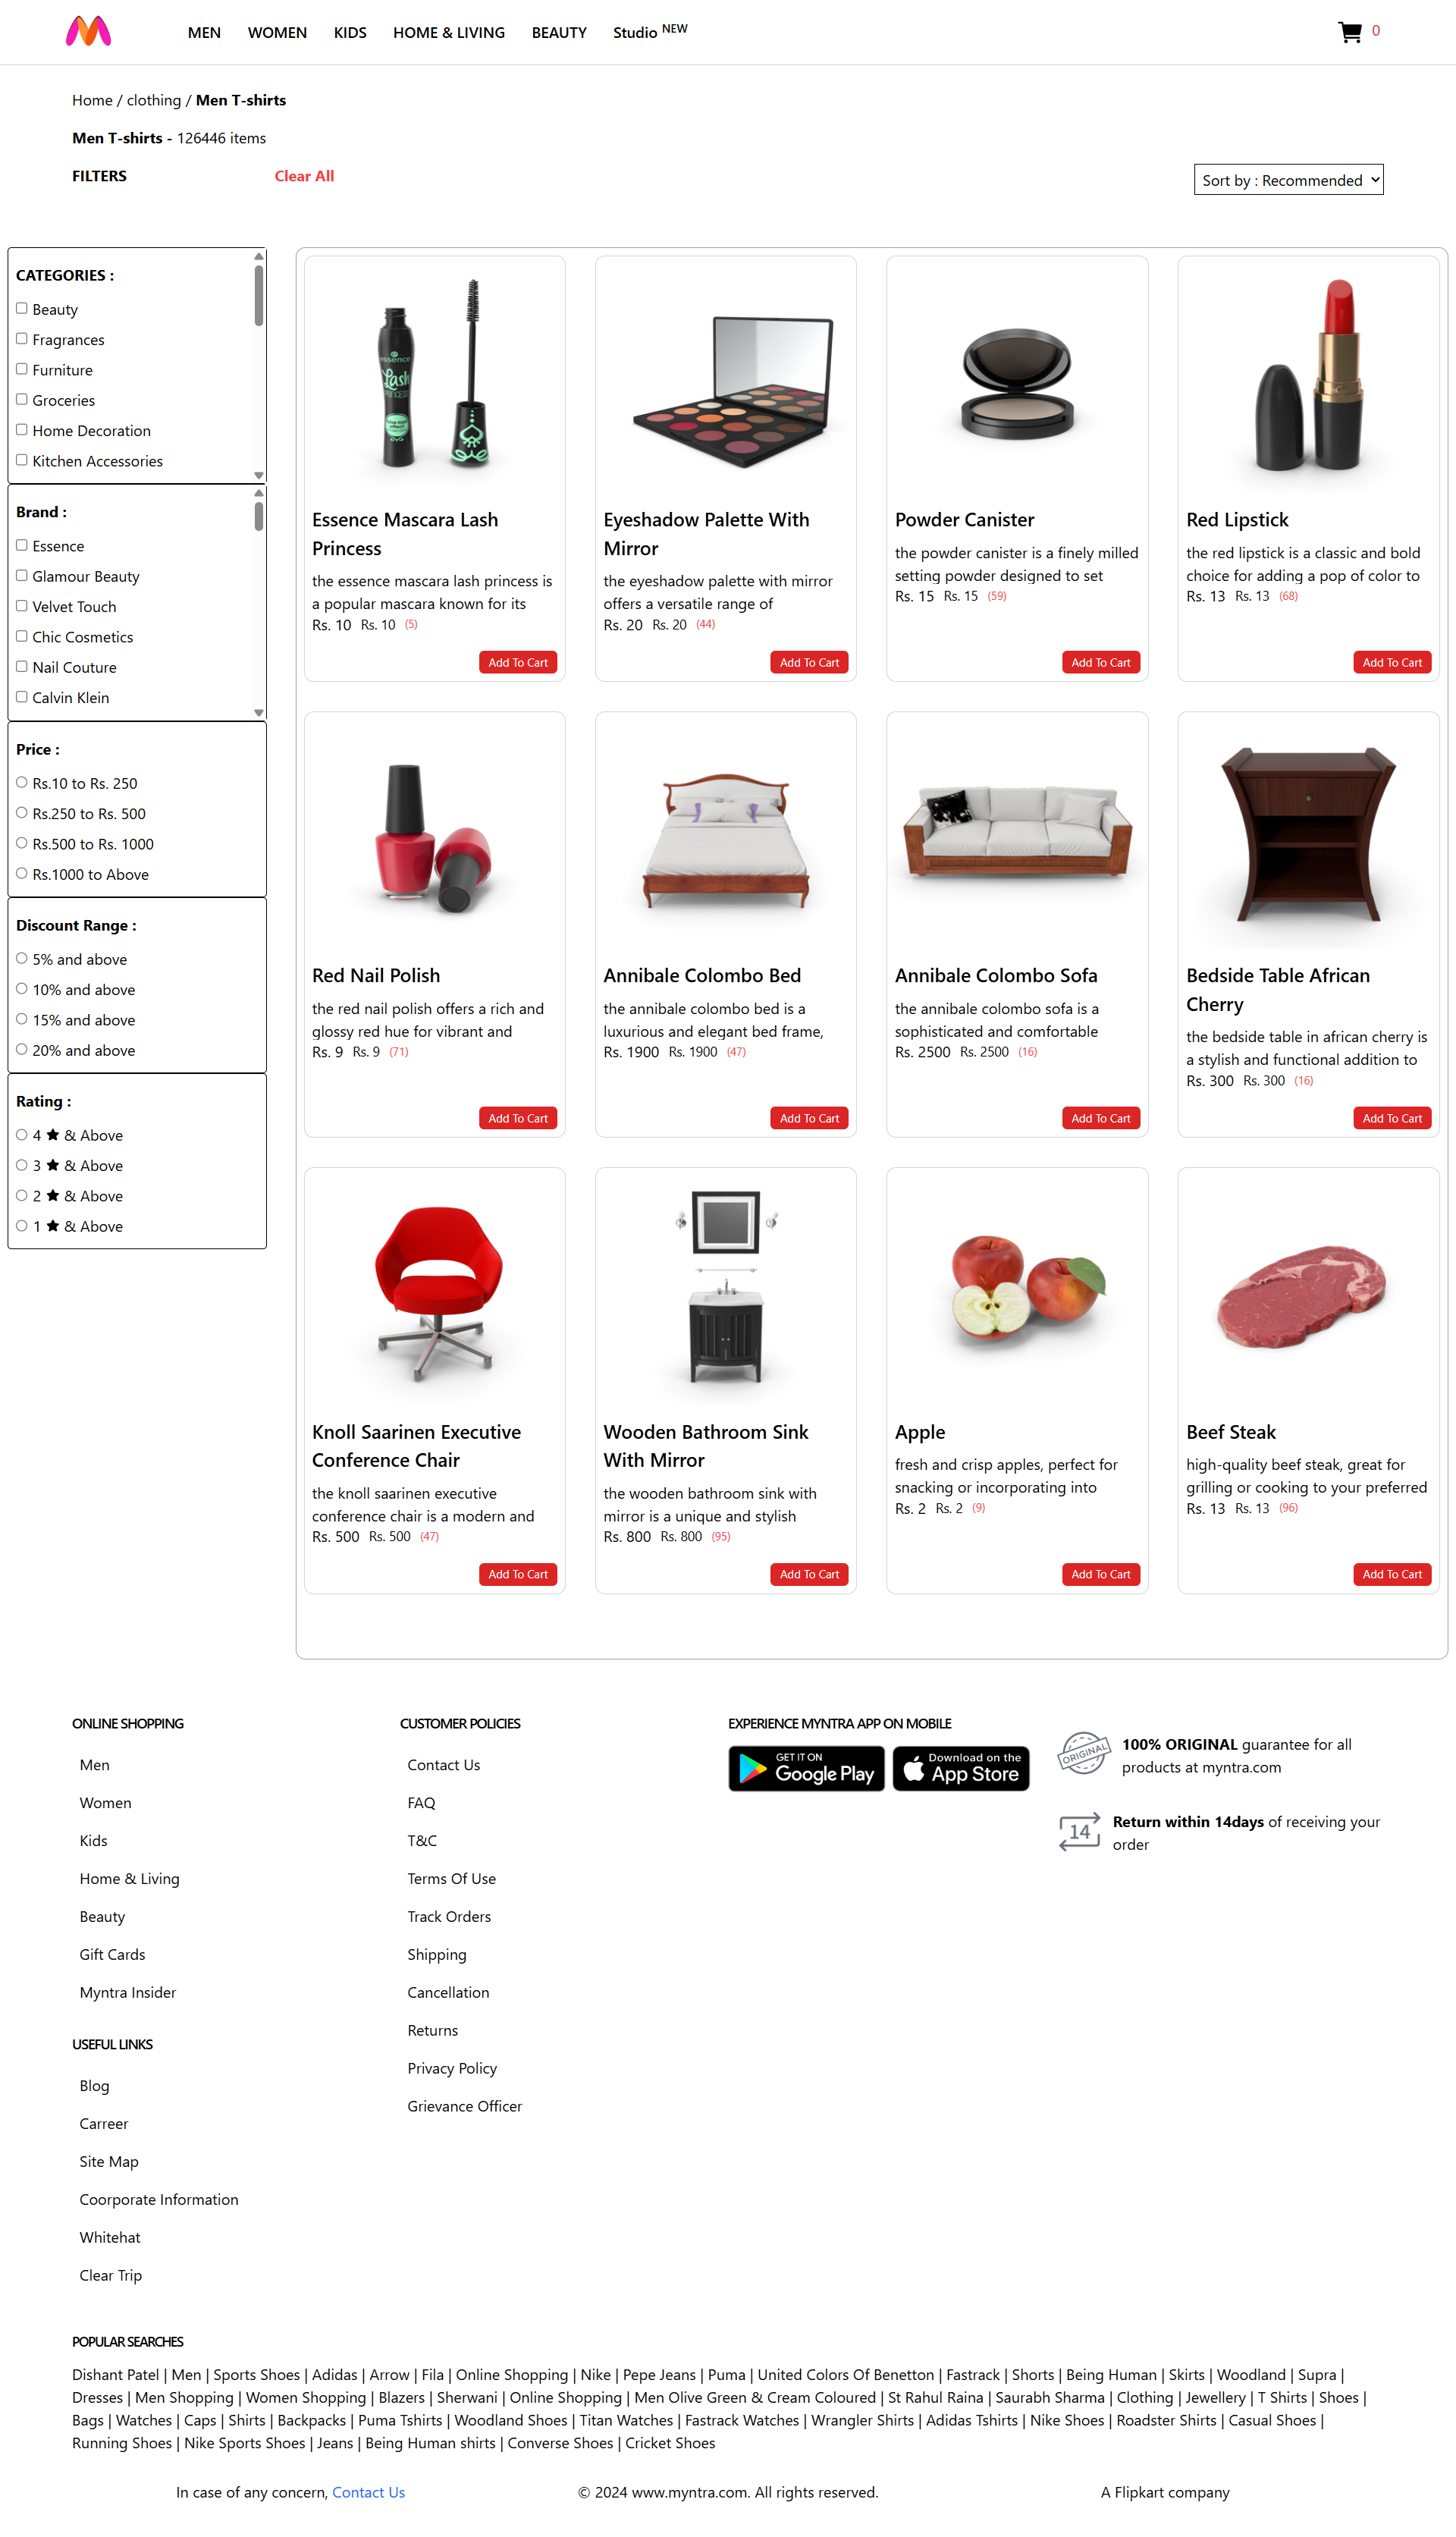 MEN WOMEN KIDS HOME & LIVING BEAUTY Studio NEW 0
Home / clothing / Men T-shirts
Men T-shirts - 126446 items
FILTERS Clear All
Sort by : Recommended
CATEGORIES :
Beauty
Fragrances
Furniture
Groceries
Home Decoration
Kitchen Accessories
Brand :
Essence
Glamour Beauty
Velvet Touch
Chic Cosmetics
Nail Couture
Calvin Klein
Price :
Rs.10 to Rs. 250
Rs.250 to Rs. 500
Rs.500 to Rs. 1000
Rs.1000 to Above
Discount Range :
5% and above
10% and above
15% and above
20% and above
Rating :
4 ★ & Above
3 ★ & Above
2 ★ & Above
1 ★ & Above
essence
Lash
PRINCESS
Essence Mascara Lash
Princess
the essence mascara lash princess is
a popular mascara known for its
Rs. 10 Rs. 10 (5)
Add To Cart
Eyeshadow Palette With
Mirror
the eyeshadow palette with mirror
offers a versatile range of
Rs. 20 Rs. 20 (44)
Add To Cart
Powder Canister
the powder canister is a finely milled
setting powder designed to set
Rs. 15 Rs. 15 (59)
Add To Cart
Red Lipstick
the red lipstick is a classic and bold
choice for adding a pop of color to
Rs. 13 Rs. 13 (68)
Add To Cart
Red Nail Polish
the red nail polish offers a rich and
glossy red hue for vibrant and
Rs. 9 Rs. 9 (71)
Add To Cart
Annibale Colombo Bed
the annibale colombo bed is a
luxurious and elegant bed frame,
Rs. 1900 Rs. 1900 (47)
Add To Cart
Annibale Colombo Sofa
the annibale colombo sofa is a
sophisticated and comfortable
Rs. 2500 Rs. 2500 (16)
Add To Cart
Bedside Table African
Cherry
the bedside table in african cherry is
a stylish and functional addition to
Rs. 300 Rs. 300 (16)
Add To Cart
Knoll Saarinen Executive
Conference Chair
the knoll saarinen executive
conference chair is a modern and
Rs. 500 Rs. 500 (47)
Add To Cart
Wooden Bathroom Sink
With Mirror
the wooden bathroom sink with
mirror is a unique and stylish
Rs. 800 Rs. 800 (95)
Add To Cart
Apple
fresh and crisp apples, perfect for
snacking or incorporating into
Rs. 2 Rs. 2 (9)
Add To Cart
Beef Steak
high-quality beef steak, great for
grilling or cooking to your preferred
Rs. 13 Rs. 13 (96)
Add To Cart
ONLINE SHOPPING
Men
Women
Kids
Home & Living
Beauty
Gift Cards
Myntra Insider
USEFUL LINKS
Blog
Carreer
Site Map
Coorporate Information
Whitehat
Clear Trip
CUSTOMER POLICIES
Contact Us
FAQ
T&C
Terms Of Use
Track Orders
Shipping
Cancellation
Returns
Privacy Policy
Grievance Officer
EXPERIENCE MYNTRA APP ON MOBILE
GET IT ON
Google Play
Download on the
App Store
ORIGINAL
100% ORIGINAL guarantee for all
products at myntra.com
14
Return within 14days of receiving your
order
POPULAR SEARCHES
Dishant Patel | Men | Sports Shoes | Adidas | Arrow | Fila | Online Shopping | Nike | Pepe Jeans | Puma | United Colors Of Benetton | Fastrack | Shorts | Being Human | Skirts | Woodland | Supra |
Dresses | Men Shopping | Women Shopping | Blazers | Sherwani | Online Shopping | Men Olive Green & Cream Coloured | St Rahul Raina | Saurabh Sharma | Clothing | Jewellery | T Shirts | Shoes |
Bags | Watches | Caps | Shirts | Backpacks | Puma Tshirts | Woodland Shoes | Titan Watches | Fastrack Watches | Wrangler Shirts | Adidas Tshirts | Nike Shoes | Roadster Shirts | Casual Shoes |
Running Shoes | Nike Sports Shoes | Jeans | Being Human shirts | Converse Shoes | Cricket Shoes
In case of any concern, Contact Us
© 2024 www.myntra.com. All rights reserved.
A Flipkart company